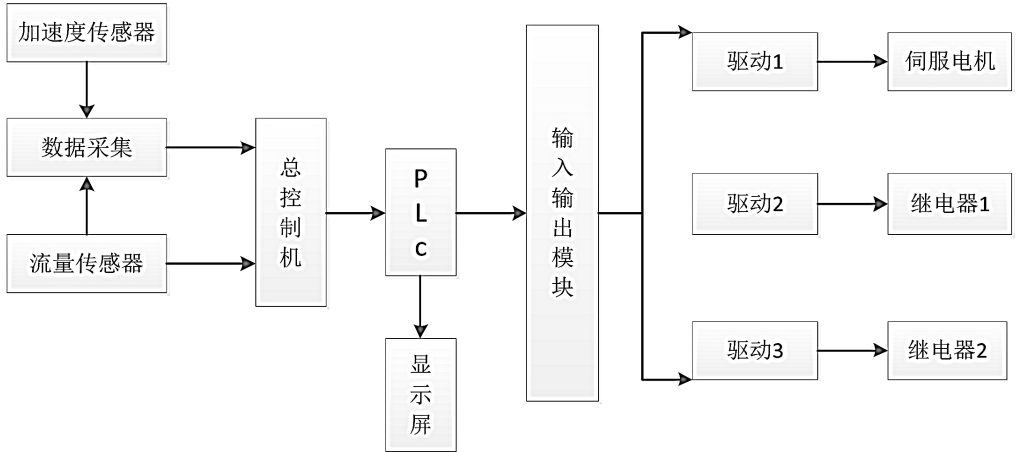 加速度传感器
数据采集
流量传感器
总控制机
PLc
显示屏
输入输出模块
驱动1
伺服电机
驱动2
继电器1
驱动3
继电器2